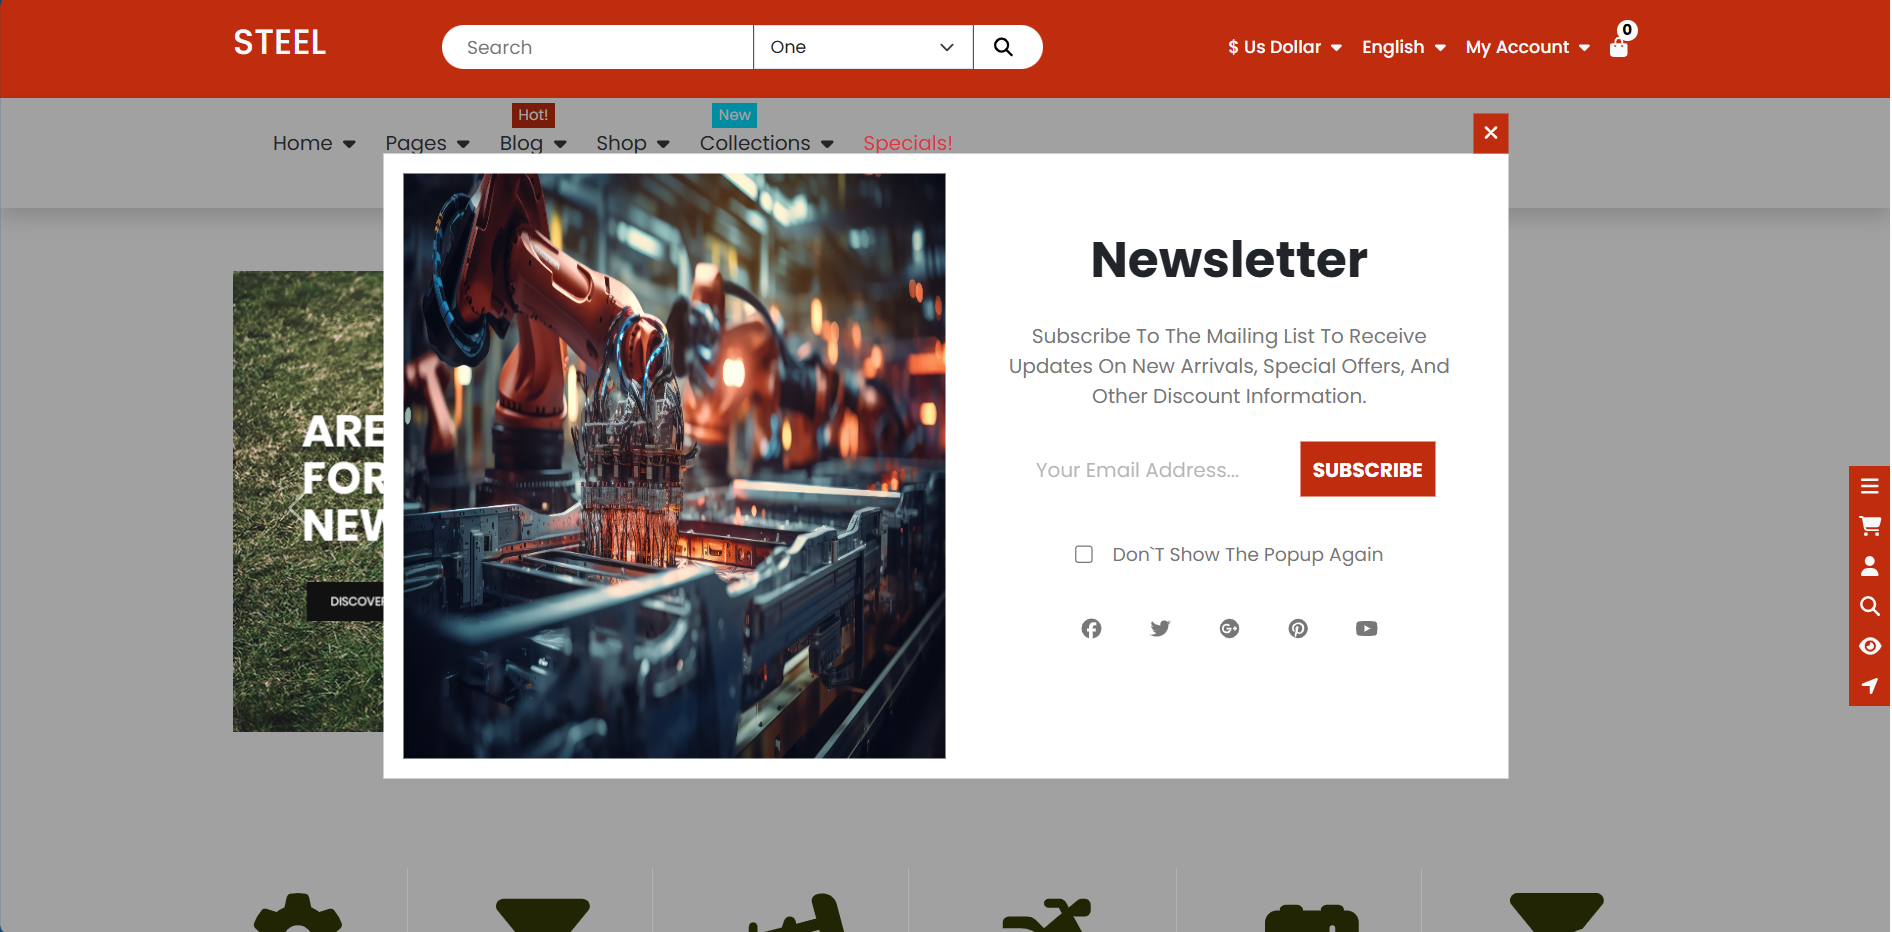 STEEL
Search
One
$ Us Dollar
English
My Account
0
Hot!
New
Home
Pages
Blog
Shop
Collections
Specials!
ARE
FOR
NEW
DISCOVER
Newsletter
Subscribe To The Mailing List To Receive
Updates On New Arrivals, Special Offers, And
Other Discount Information.
Your Email Address...
SUBSCRIBE
Don`T Show The Popup Again